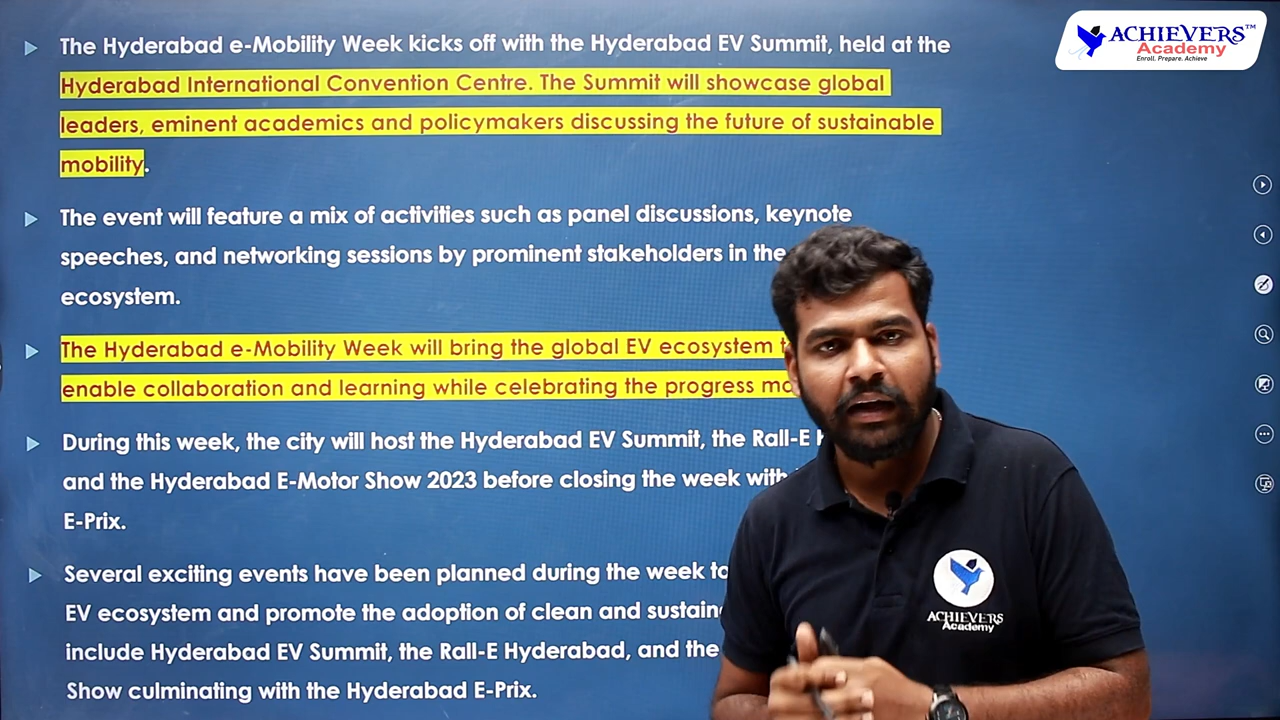 ACHIEVERS™
Academy
Enroll. Prepare. Achieve
The Hyderabad e-Mobility Week kicks off with the Hyderabad EV Summit, held at the
Hyderabad International Convention Centre. The Summit will showcase global
leaders, eminent academics and policymakers discussing the future of sustainable
mobility.
The event will feature a mix of activities such as panel discussions, keynote
speeches, and networking sessions by prominent stakeholders in the
ecosystem.
The Hyderabad e-Mobility Week will bring the global EV ecosystem
enable collaboration and learning while celebrating the progress
During this week, the city will host the Hyderabad EV Summit, the Rall-E
and the Hyderabad E-Motor Show 2023 before closing the week with
E-Prix.
Several exciting events have been planned during the week to
EV ecosystem and promote the adoption of clean and
include Hyderabad EV Summit, the Rall-E Hyderabad, and the
Show culminating with the Hyderabad E-Prix.
ACHIEVERS
Academy